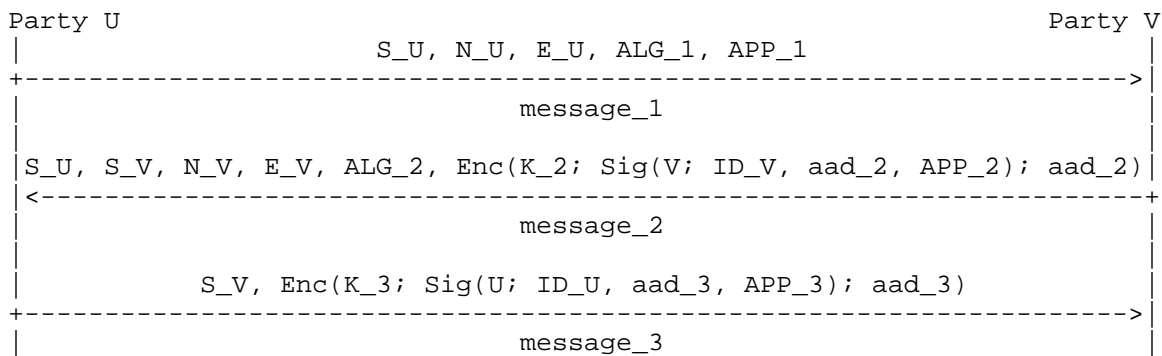 Party U Party V
S_U, N_U, E_U, ALG_1, APP_1
message_1
S_U, S_V, N_V, E_V, ALG_2, Enc(K_2; Sig(V; ID_V, aad_2, APP_2); aad_2)
message_2
S_V, Enc(K_3; Sig(U; ID_U, aad_3, APP_3); aad_3)
message_3